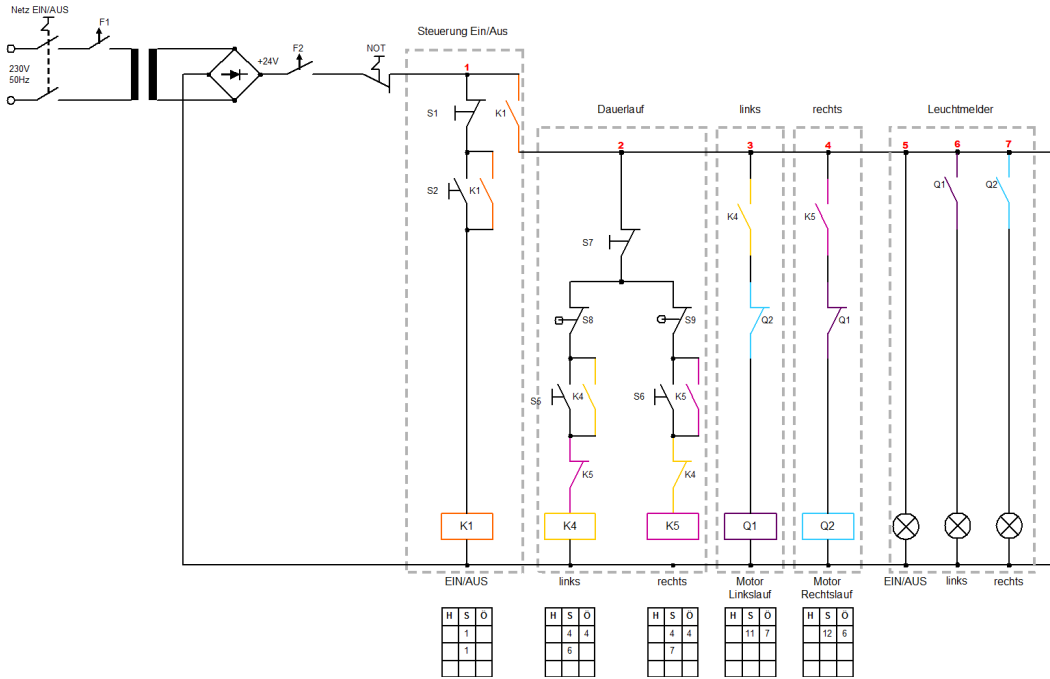 Netz EIN/AUS
F1
230V
50Hz
+24V
F2
NOT
Steuerung Ein/Aus
1
S1
K1
Dauerlauf
links
rechts
Leuchtmelder
2
3
4
5
6
7
S2
K1
K4
K5
Q1
Q2
S7
S8
S9
Q2
Q1
S5
K4
S6
K5
K5
K4
K1
K4
K5
Q1
Q2
EIN/AUS
links
rechts
Motor
Linkslauf
Motor
Rechtslauf
EIN/AUS
links
rechts
H S Ö
1
1
H S Ö
4 4
6
H S Ö
4 4
7
H S Ö
11 7
H S Ö
12 6